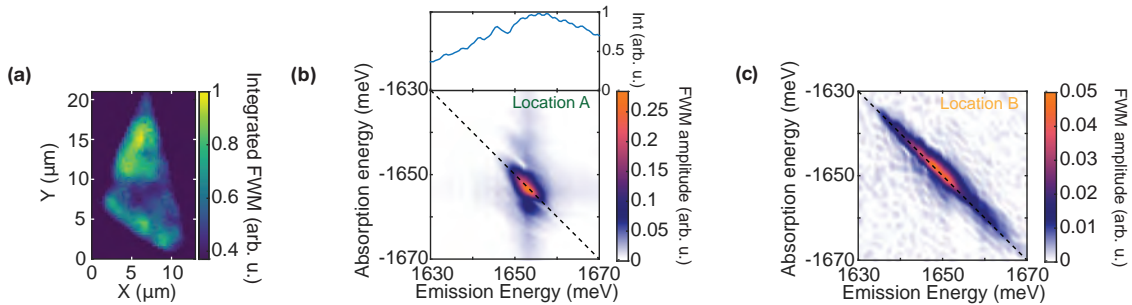 (a)
20
15
10
5
0
Y (μm)
0
5
10
X (μm)
1
0.8
0.6
0.4
Integrated FWM (arb. u.)
(b)
1
0.5
0
Int (arb. u.)
Location A
-1630
-1650
-1670
Absorption energy (meV)
1630
1650
1670
Emission Energy (meV)
0.25
0.2
0.15
0.1
0.05
0
FWM amplitude (arb. u.)
(c)
Location B
-1630
-1650
-1670
Absorption energy (meV)
1630
1650
1670
Emission Energy (meV)
0.05
0.04
0.03
0.02
0.01
0
FWM amplitude (arb. u.)